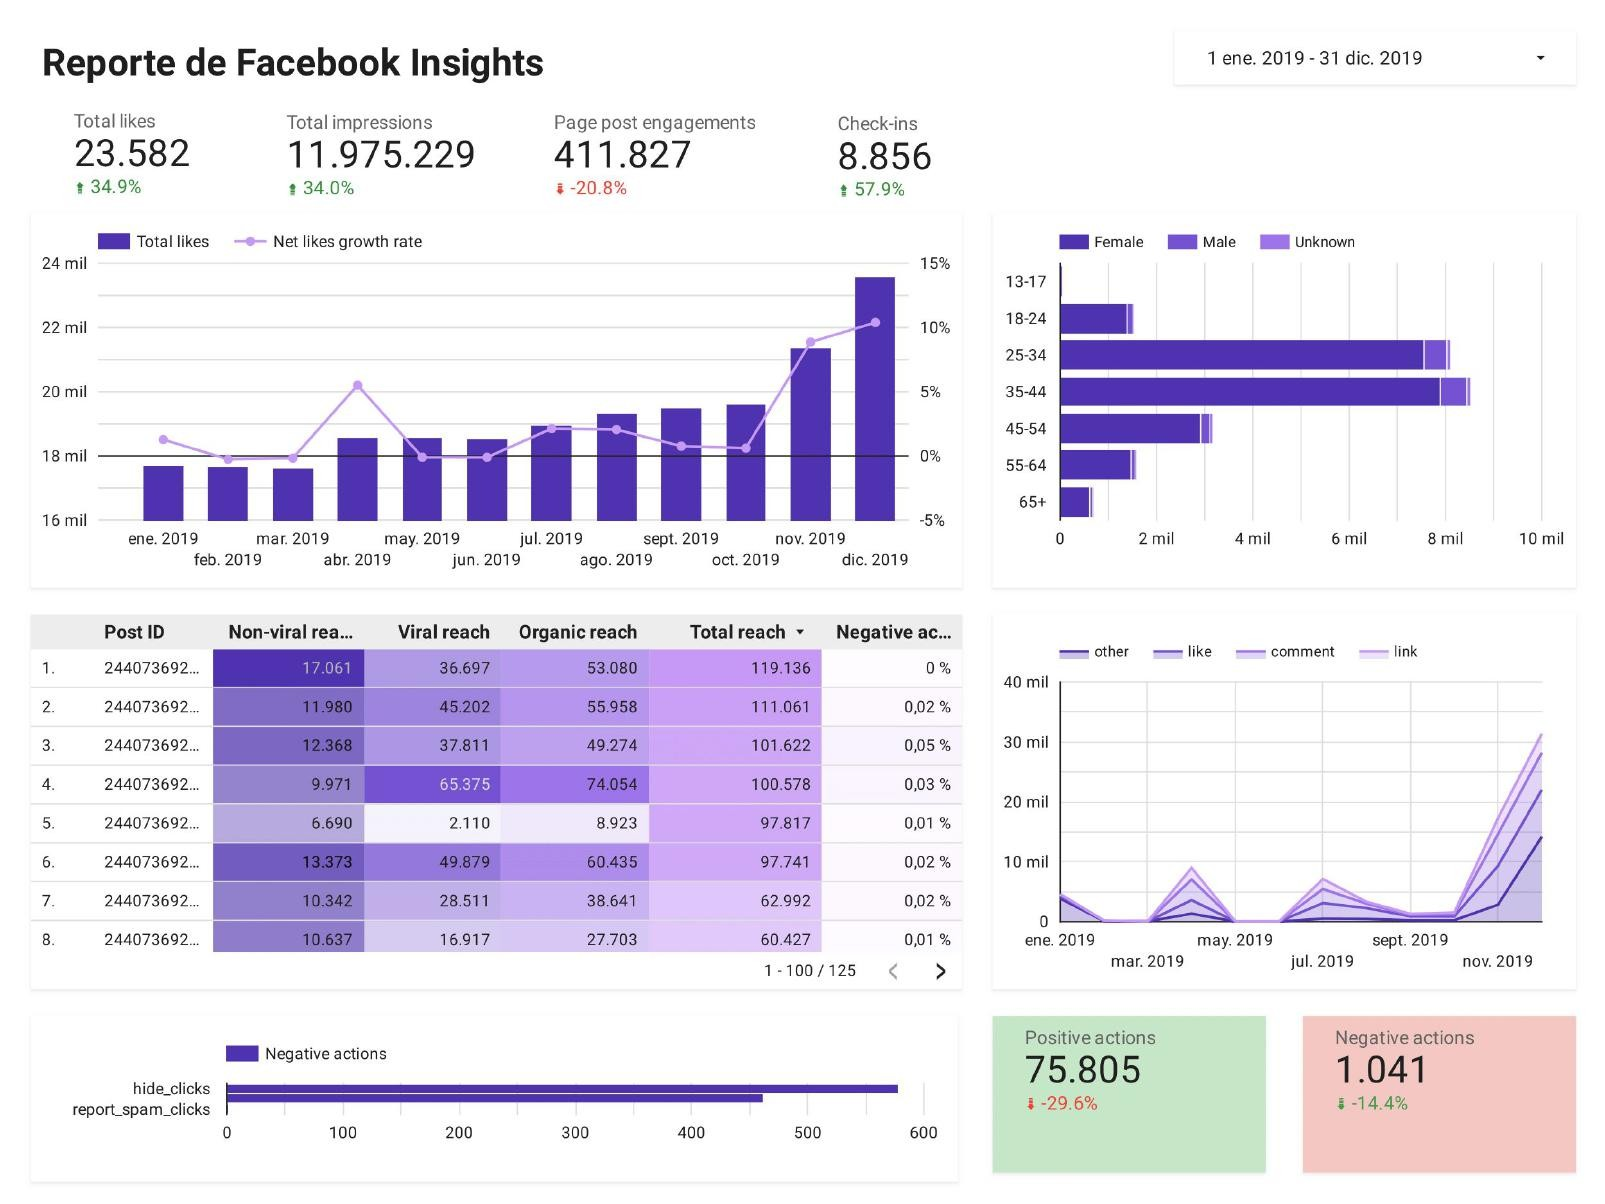 Reporte de Facebook Insights
1 ene. 2019 - 31 dic. 2019
Total likes
23.582
34.9%
Total impressions
11.975.229
34.0%
Page post engagements
411.827
-20.8%
Check-ins
8.856
57.9%
Total likes Net likes growth rate
24 mil 15%
22 mil 10%
20 mil 5%
18 mil 0%
16 mil -5%
ene. 2019 mar. 2019 may. 2019 jul. 2019 sept. 2019 nov. 2019
feb. 2019 abr. 2019 jun. 2019 ago. 2019 oct. 2019 dic. 2019
Female Male Unknown
13-17
18-24
25-34
35-44
45-54
55-64
65+
0 2 mil 4 mil 6 mil 8 mil 10 mil
Post ID Non-viral rea... Viral reach Organic reach Total reach Negative ac...
1. 244073692... 17.061 36.697 53.080 119.136 0 %
2. 244073692... 11.980 45.202 55.958 111.061 0,02 %
3. 244073692... 12.368 37.811 49.274 101.622 0,05 %
4. 244073692... 9.971 65.375 74.054 100.578 0,03 %
5. 244073692... 6.690 2.110 8.923 97.817 0,01 %
6. 244073692... 13.373 49.879 60.435 97.741 0,02 %
7. 244073692... 10.342 28.511 38.641 62.992 0,02 %
8. 244073692... 10.637 16.917 27.703 60.427 0,01 %
1 - 100 / 125
other like comment link
40 mil
30 mil
20 mil
10 mil
0
ene. 2019 may. 2019 sept. 2019
mar. 2019 jul. 2019 nov. 2019
Negative actions
hide_clicks
report_spam_clicks
0 100 200 300 400 500 600
Positive actions
75.805
-29.6%
Negative actions
1.041
-14.4%